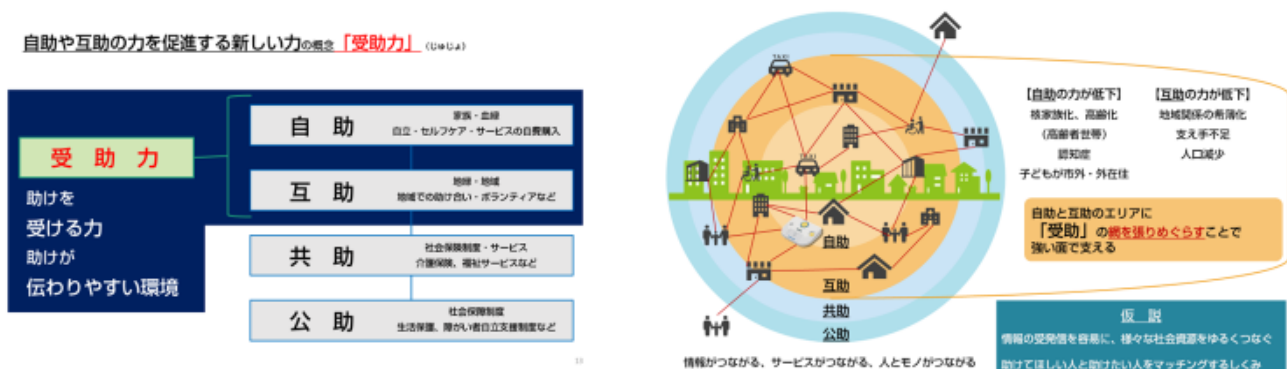 自助や互助の力を促進する新しい力の概念「受助力」（じゅじょ）
受 助 力
助けを
受ける力
助けが
伝わりやすい環境
自 助
家族・血縁
自立・セルフケア・サービスの自費購入
互 助
地縁・地域
地域での助け合い・ボランティアなど
共 助
社会保険制度・サービス
介護保険、福祉サービスなど
公 助
社会保障制度
生活保護、障がい者自立支援制度など
13
TAXI
TAXI
自助
互助
共助
公助
情報がつながる、サービスがつながる、人とモノがつながる
【自助の力が低下】
核家族化、高齢化
（高齢者世帯）
認知症
子どもが市外・外在住
【互助の力が低下】
地域関係の希薄化
支え手不足
人口減少
自助と互助のエリアに
「受助」の網を張りめぐらすことで
強い面で支える
仮 説
情報の受発信を容易に、様々な社会資源をゆるくつなぐ
助けてほしい人と助けたい人をマッチングするしくみ